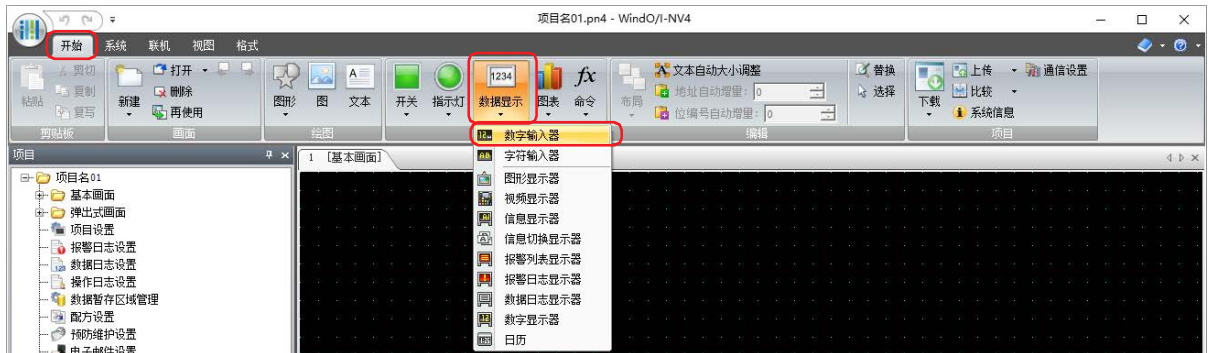 项目名01.pn4 - WindO/I-NV4
开始 系统 联机 视图 格式
粘贴 剪切 复制 复写 剪贴板
新建 打开 删除 再使用 画面
图形 图 文本 绘图
开关 指示灯 1234 数据显示 图表 fx 命令
布局 文本自动大小调整 地址自动增量: 0 位编号自动增量: 0 替换 选择 编辑
下载 上传 比较 系统信息 通信设置 项目
项目
项目名01
基本画面
弹出式画面
项目设置
报警日志设置
数据日志设置
操作日志设置
数据暂存区域管理
配方设置
预防维护设置
电子邮件设置
1 [基本画面]
数字输入器
字符输入器
图形显示器
视频显示器
信息显示器
信息切换显示器
报警列表显示器
报警日志显示器
数据日志显示器
数字显示器
日历